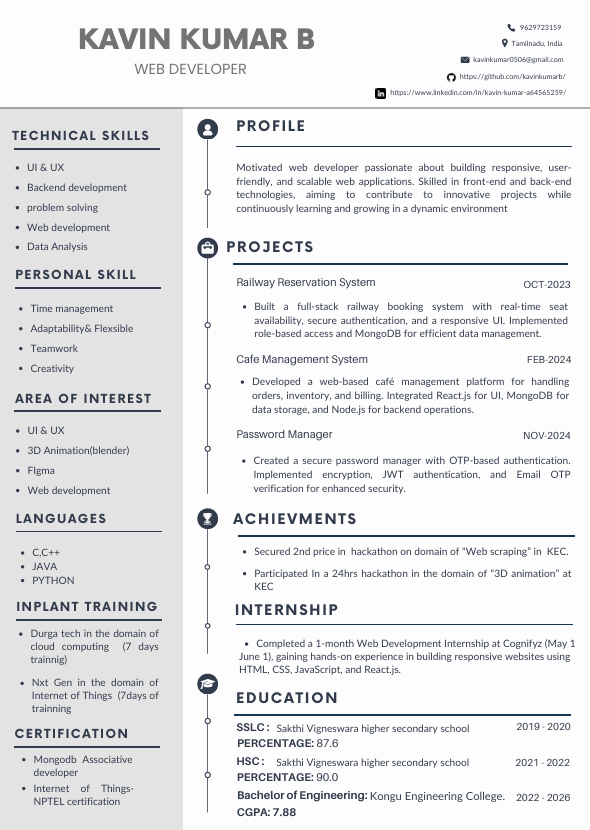 KAVIN KUMAR B
WEB DEVELOPER
9629723159
Tamilnadu, India
kavinkumar0506@gmail.com
https://github.com/kavinkumarb/
https://www.linkedin.com/in/kavin-kumar-a64565259/
TECHNICAL SKILLS
• UI & UX
• Backend development
• problem solving
• Web development
• Data Analysis
PERSONAL SKILL
• Time management
• Adaptability& Flexsible
• Teamwork
• Creativity
AREA OF INTEREST
• UI & UX
• 3D Animation(blender)
• FIgma
• Web development
LANGUAGES
• C,C++
• JAVA
• PYTHON
INPLANT TRAINING
• Durga tech in the domain of
cloud computing (7 days
trainnig)
• Nxt Gen in the domain of
Internet of Things (7days of
tranning
CERTIFICATION
• Mongodb Associative
developer
• Internet of Things-
NPTEL certification
PROFILE
Motivated web developer passionate about building responsive, user-
friendly, and scalable web applications. Skilled in front-end and back-end
technologies, aiming to contribute to innovative projects while
continuously learning and growing in a dynamic environment
PROJECTS
Railway Reservation System OCT-2023
• Built a full-stack railway booking system with real-time seat
availability, secure authentication, and a responsive UI. Implemented
role-based access and MongoDB for efficient data management.
Cafe Management System FEB-2024
• Developed a web-based café management platform for handling
orders, inventory, and billing. Integrated React.js for UI, MongoDB for
data storage, and Node.js for backend operations.
Password Manager NOV-2024
• Created a secure password manager with OTP-based authentication.
Implemented encryption, JWT authentication, and Email OTP
verification for enhanced security.
ACHIEVMENTS
• Secured 2nd price in hackathon on domain of “Web scraping” in KEC.
• Participated In a 24hrs hackathon in the domain of “3D animation” at
KEC
INTERNSHIP
• Completed a 1-month Web Development Internship at Cognifyz (May 1
June 1), gaining hands-on experience in building responsive websites using
HTML, CSS, JavaScript, and React.js.
EDUCATION
SSLC : Sakthi Vigneswara higher secondary school 2019 - 2020
PERCENTAGE: 87.6
HSC : Sakthi Vigneswara higher secondary school 2021 - 2022
PERCENTAGE: 90.0
Bachelor of Engineering: Kongu Engineering College. 2022 - 2026
CGPA: 7.88